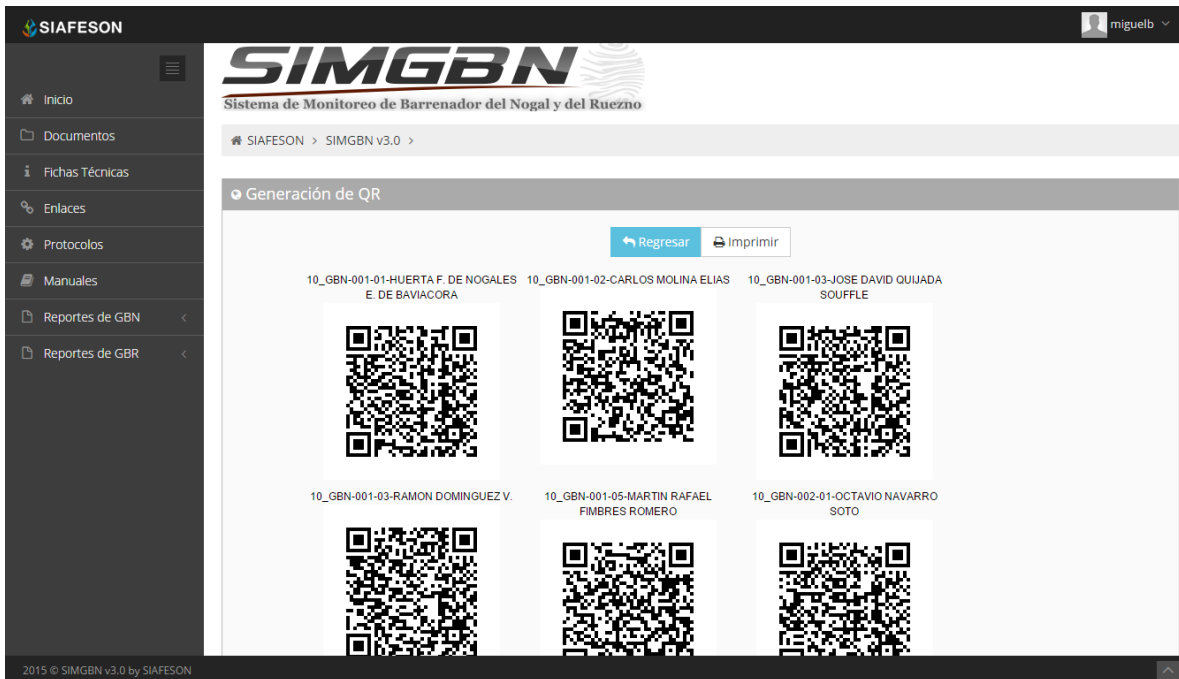 SIAFESON
miguelb
SIMGBN
Sistema de Monitoreo de Barrenador del Nogal y del Ruezno
Inicio
Documentos
Fichas Técnicas
Enlaces
Protocolos
Manuales
Reportes de GBN
Reportes de GBR
SIAFESON > SIMGBN v3.0 >
Generación de QR
Regresar
Imprimir
10_GBN-001-01-HUERTA F. DE NOGALES
E. DE BAVIACORA
10_GBN-001-02-CARLOS MOLINA ELIAS
10_GBN-001-03-JOSE DAVID QUIJADA
SOUFFLE
10_GBN-001-03-RAMON DOMINGUEZ V.
10_GBN-001-05-MARTIN RAFAEL
FIMBRES ROMERO
10_GBN-002-01-OCTAVIO NAVARRO
SOTO
2015 © SIMGBN v3.0 by SIAFESON